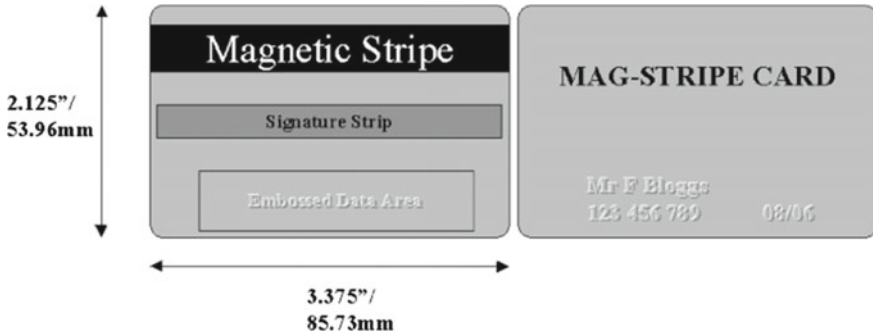 Magnetic Stripe
2.125”/
53.96mm
Signature Strip
Embossed Data Area
3.375”/
85.73mm
MAG-STRIPE CARD
Mr F Bloggs
123 456 789 08/06